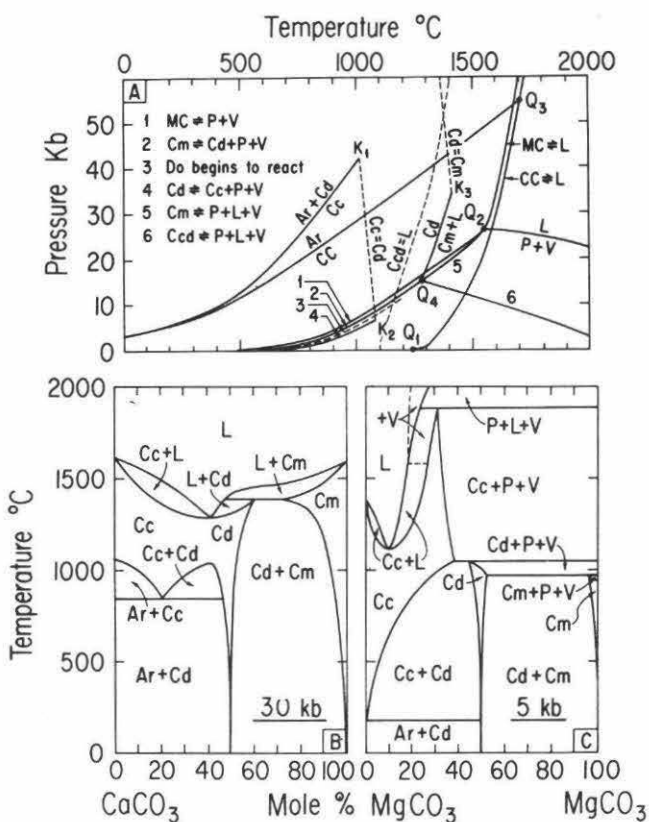 Temperature °C
0 500 1000 1400 1700 2000
A
Pressure Kb
50
40
30
20
10
0
1 MC ⇌ P+V
2 Cm ⇌ Cd+P+V
3 Do begins to react
4 Cd ⇌ Cc+P+V
5 Cm ⇌ P+L+V
6 Ccd ⇌ P+L+V
K1
Ar+Cd
Cc
Ar
CC
Cc=Cd
Ccd=L
Cd=Cm
K3
Cd
Cm+L
Q3
MC⇌L
CC⇌L
Q2
L
P+V
5
Q4
6
1
2
3
4
K2
Q1
Temperature °C
2000
1500
1000
500
0
L
Cc+L
L+Cd
L+Cm
Cm
Cc
Cd
Cc+Cd
Cd+Cm
Ar+Cc
Ar+Cd
30 kb
B
0 20 40 60 80 100
+V
P+L+V
L
Cc+P+V
Cc+L
Cd+P+V
Cd
Cm+P+V
Cm
Cc
Cc+Cd
Cd+Cm
5 kb
Ar+Cd
C
0 20 40 60 80 100
CaCO3 Mole % MgCO3 MgCO3